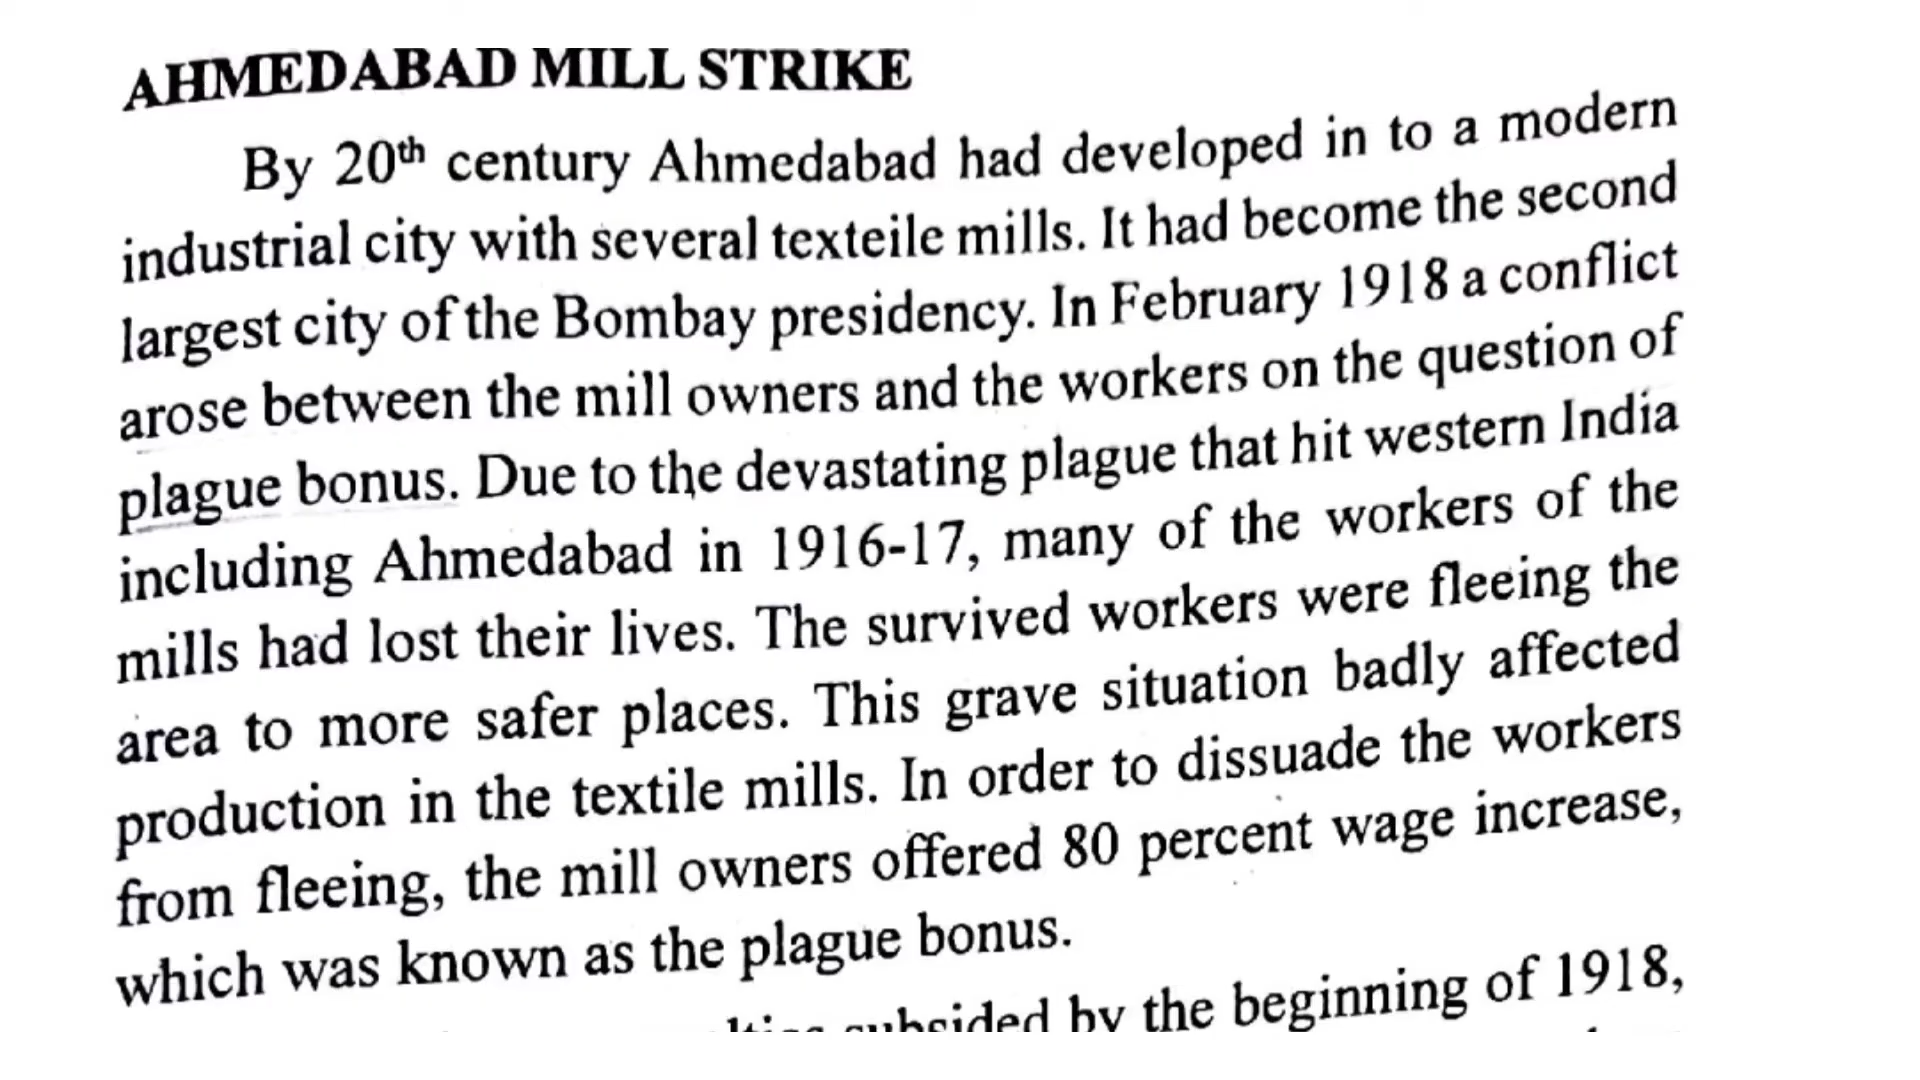 AHMEDABAD MILL STRIKE
By 20th century Ahmedabad had developed in to a modern
industrial city with several texteile mills. It had become the second
largest city of the Bombay presidency. In February 1918 a conflict
arose between the mill owners and the workers on the question of
plague bonus. Due to the devastating plague that hit western India
including Ahmedabad in 1916-17, many of the workers of the
mills had lost their lives. The survived workers were fleeing the
area to more safer places. This grave situation badly affected
production in the textile mills. In order to dissuade the workers
from fleeing, the mill owners offered 80 percent wage increase,
which was known as the plague bonus.
subsided by the beginning of 1918,